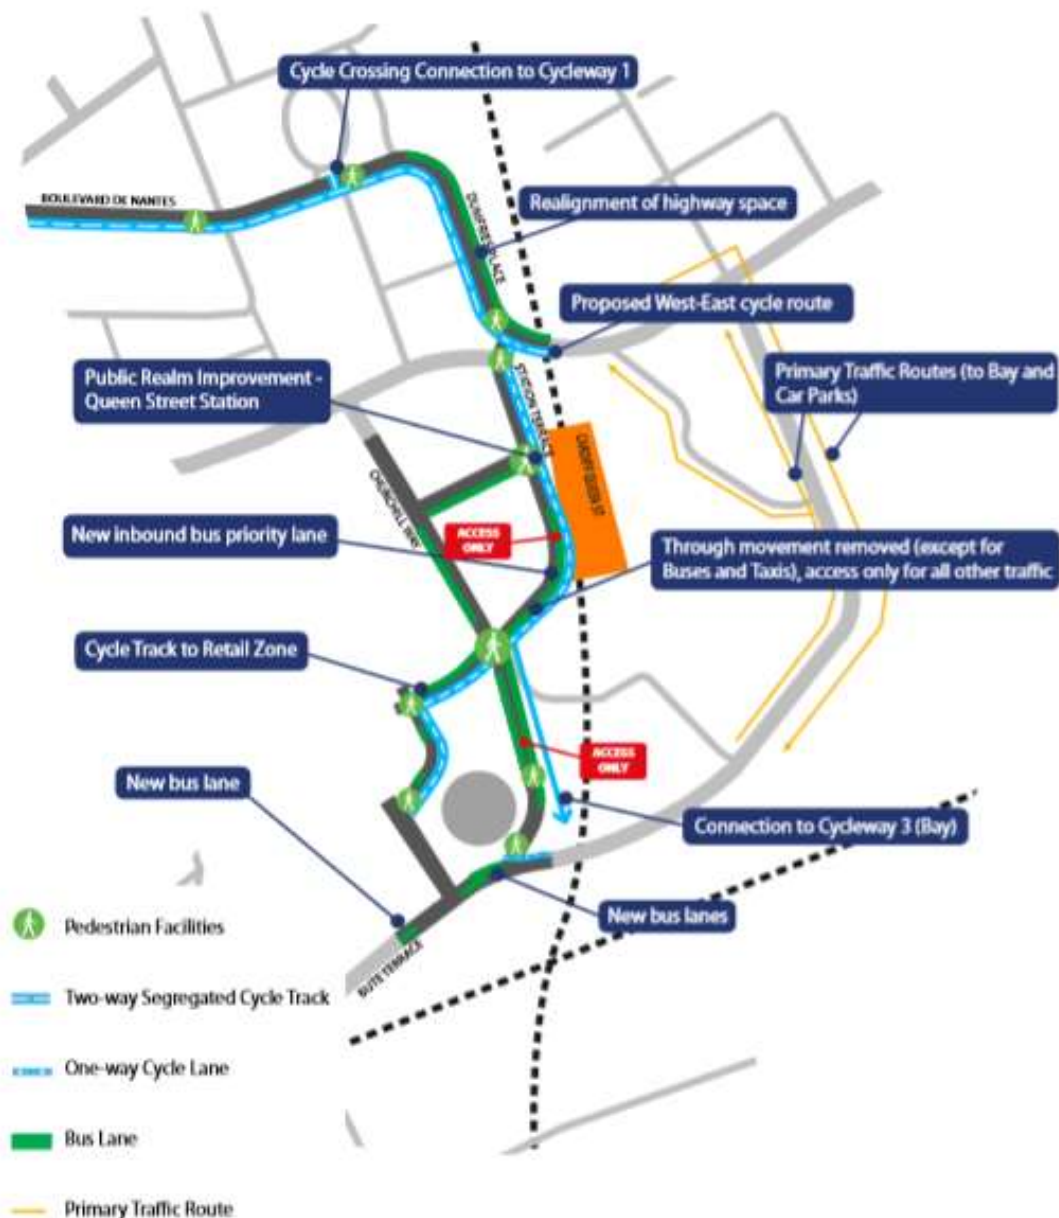 Cycle Crossing Connection to Cycleway 1
BOULEVARD DE NANTES
DUMFRIES PLACE
Realignment of highway space
Proposed West-East cycle route
Public Realm Improvement -
Queen Street Station
STATION TERRACE
Primary Traffic Routes (to Bay and
Car Parks)
CHURCHILL WAY
CARDIFF QUEEN ST
New inbound bus priority lane
ACCESS
ONLY
Through movement removed (except for
Buses and Taxis), access only for all other traffic
Cycle Track to Retail Zone
ACCESS
ONLY
New bus lane
Connection to Cycleway 3 (Bay)
New bus lanes
BUTE TERRACE
Pedestrian Facilities
Two-way Segregated Cycle Track
One-way Cycle Lane
Bus Lane
Primary Traffic Route